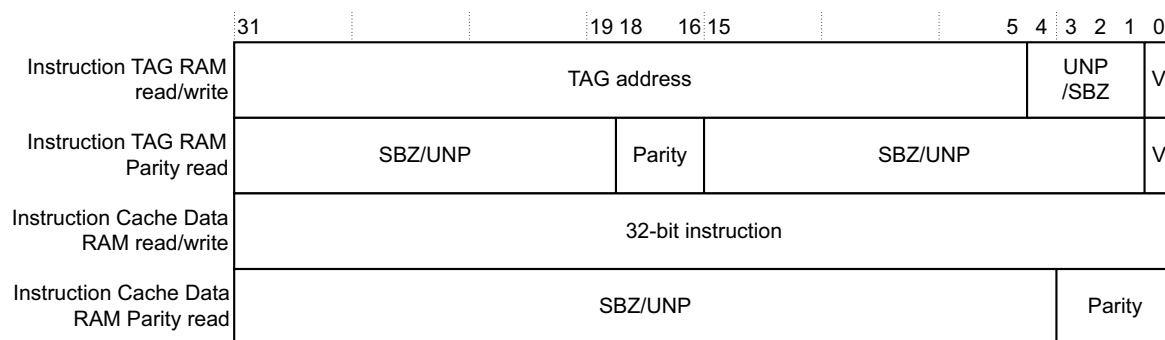 31 19 18 16 15 5 4 3 2 1 0
Instruction TAG RAM
read/write
TAG address
UNP
/SBZ
V
Instruction TAG RAM
Parity read
SBZ/UNP
Parity
SBZ/UNP
V
Instruction Cache Data
RAM read/write
32-bit instruction
Instruction Cache Data
RAM Parity read
SBZ/UNP
Parity